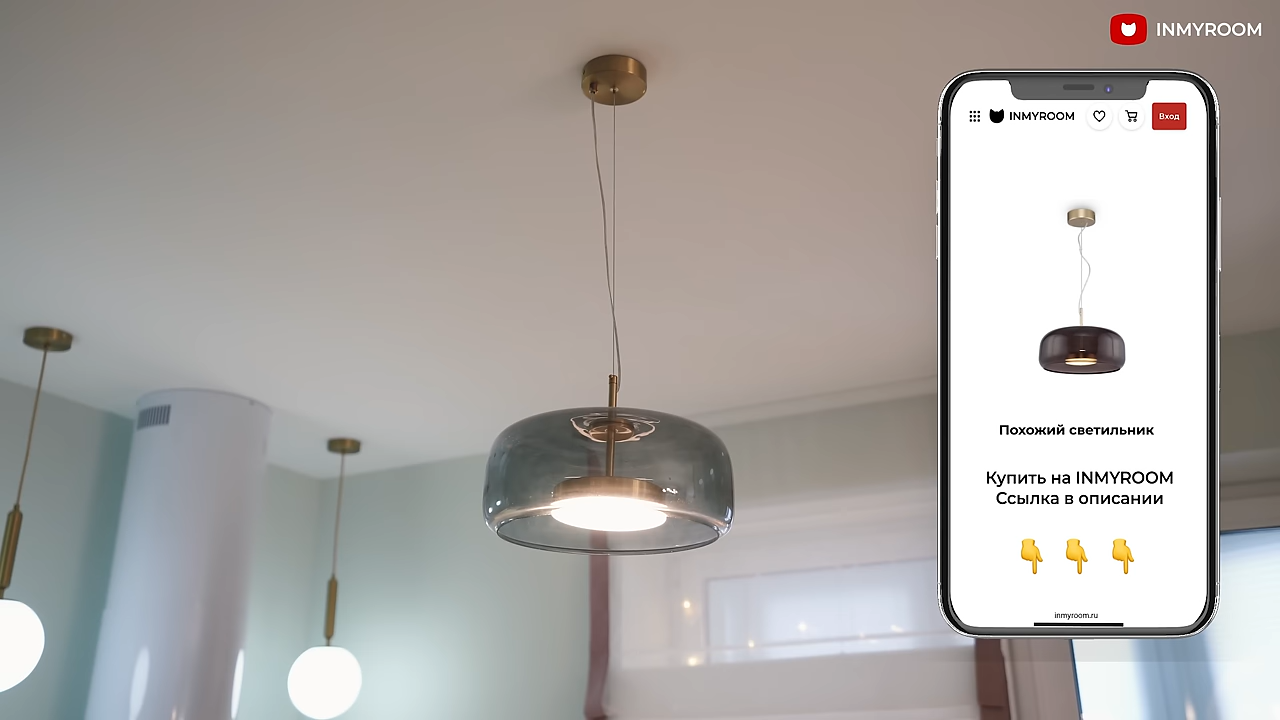 INMYROOM
INMYROOM
Вход
Похожий светильник
Купить на INMYROOM
Ссылка в описании
inmyroom.ru